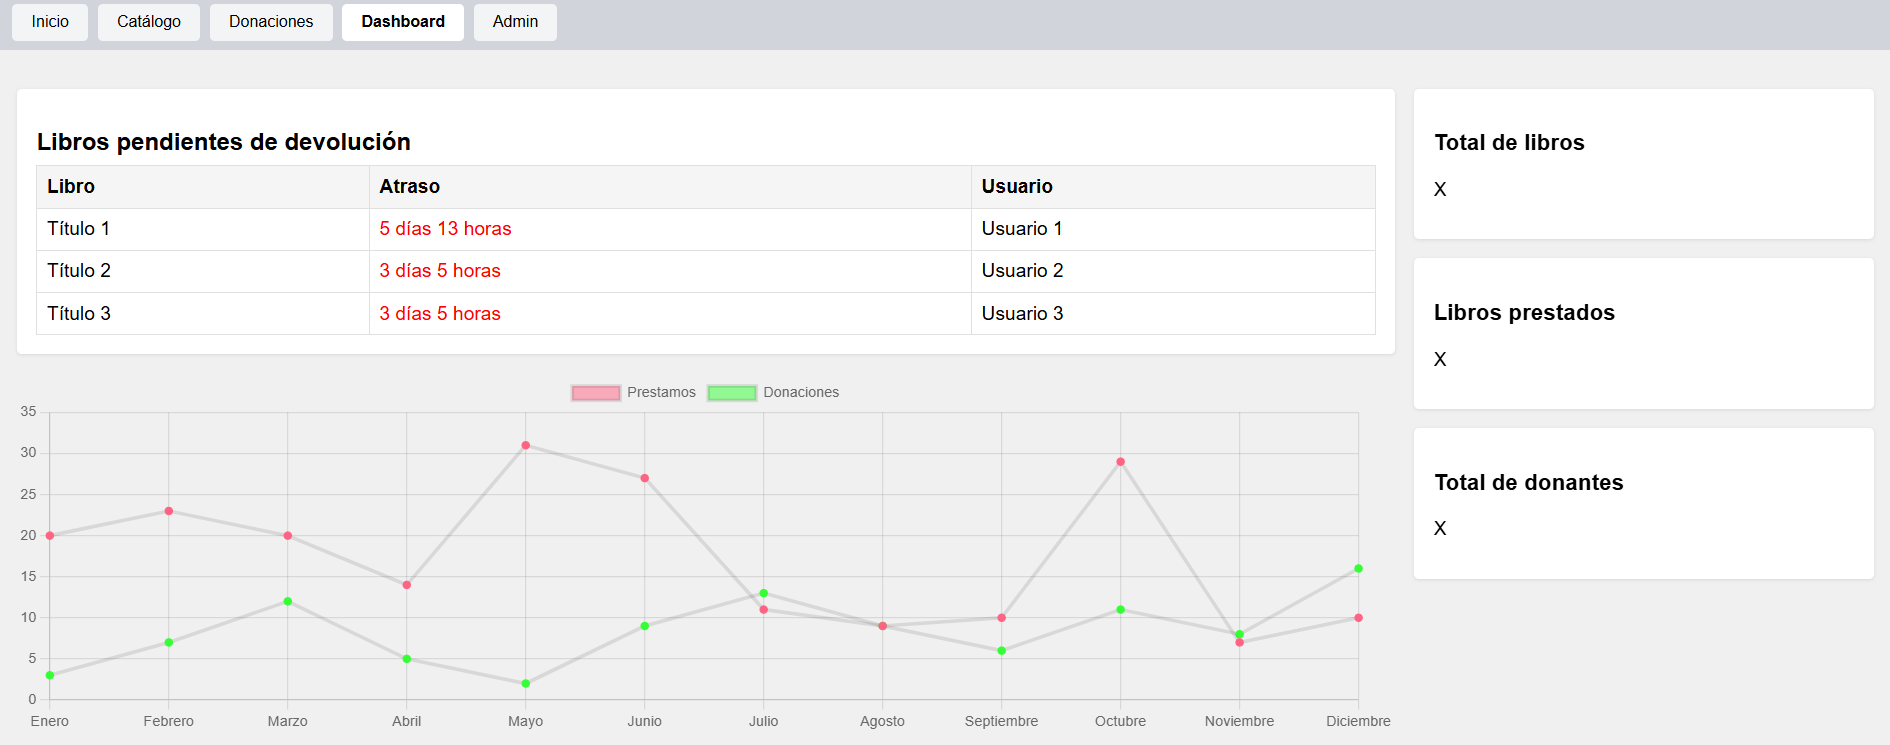 Inicio Catálogo Donaciones Dashboard Admin
Libros pendientes de devolución
Libro Atraso Usuario
Título 1 5 días 13 horas Usuario 1
Título 2 3 días 5 horas Usuario 2
Título 3 3 días 5 horas Usuario 3
Total de libros
X
Libros prestados
X
Total de donantes
X
Prestamos Donaciones
35
30
25
20
15
10
5
0
Enero Febrero Marzo Abril Mayo Junio Julio Agosto Septiembre Octubre Noviembre Diciembre